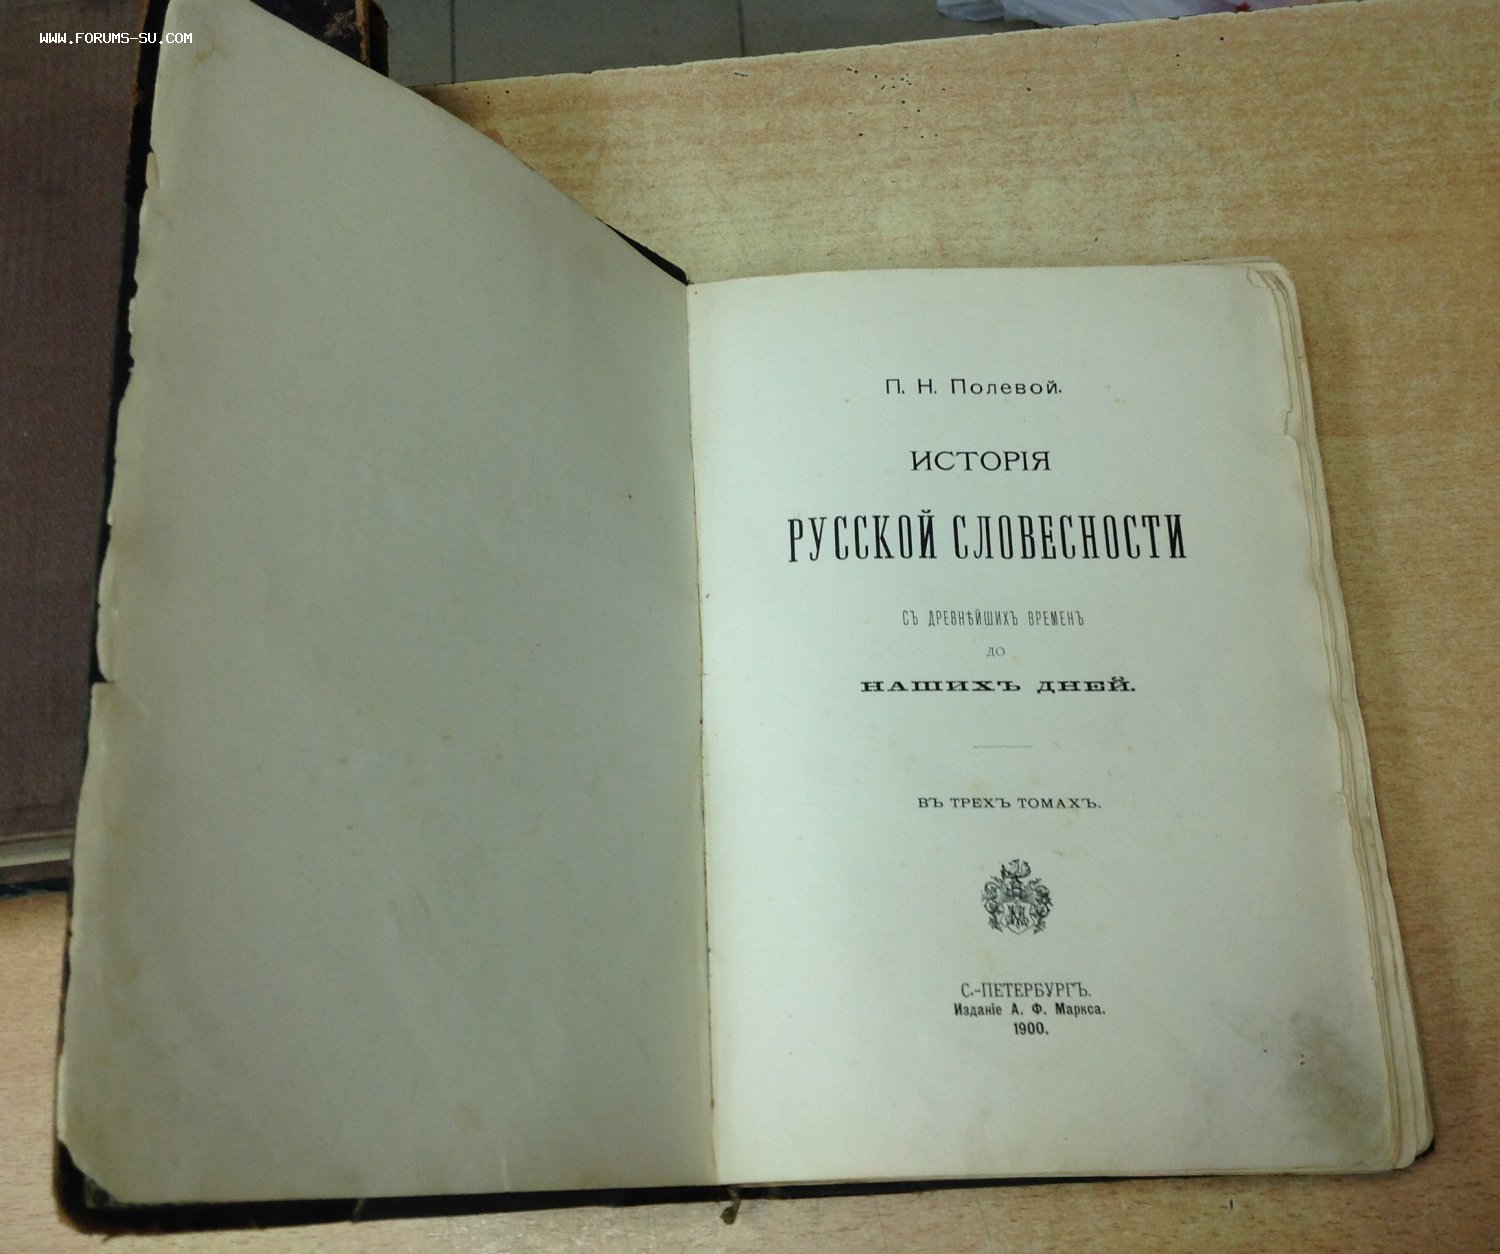 WWW.FORUMS-SU.COM
П. Н. Полевой.
ИСТОРІЯ
РУССКОЙ СЛОВЕСНОСТИ
СЪ ДРЕВНѢЙШИХЪ ВРЕМЕНЪ
ДО
НАШИХЪ ДНЕЙ.
ВЪ ТРЕХЪ ТОМАХЪ.
С.-ПЕТЕРБУРГЪ.
Изданіе А. Ф. Маркса.
1900.